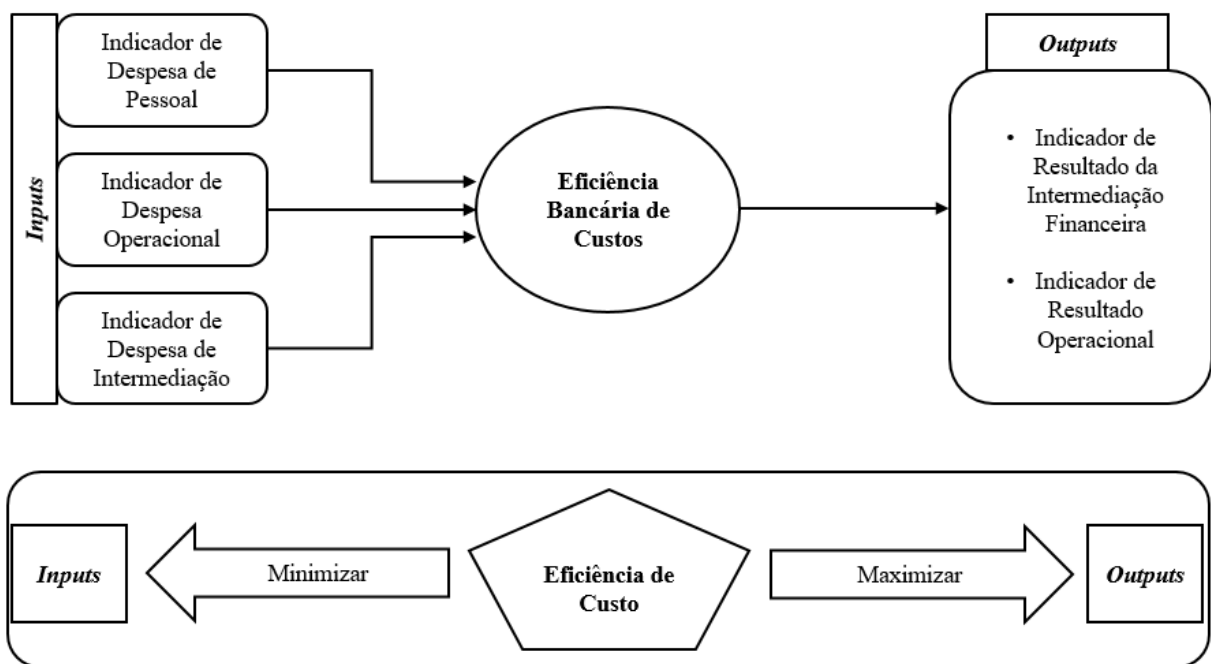 Inputs
Indicador de
Despesa de
Pessoal
Indicador de
Despesa
Operacional
Indicador de
Despesa de
Intermediação
Eficiência
Bancária de
Custos
Outputs
• Indicador de
Resultado da
Intermediação
Financeira
• Indicador de
Resultado
Operacional
Inputs
Minimizar
Eficiência de
Custo
Maximizar
Outputs